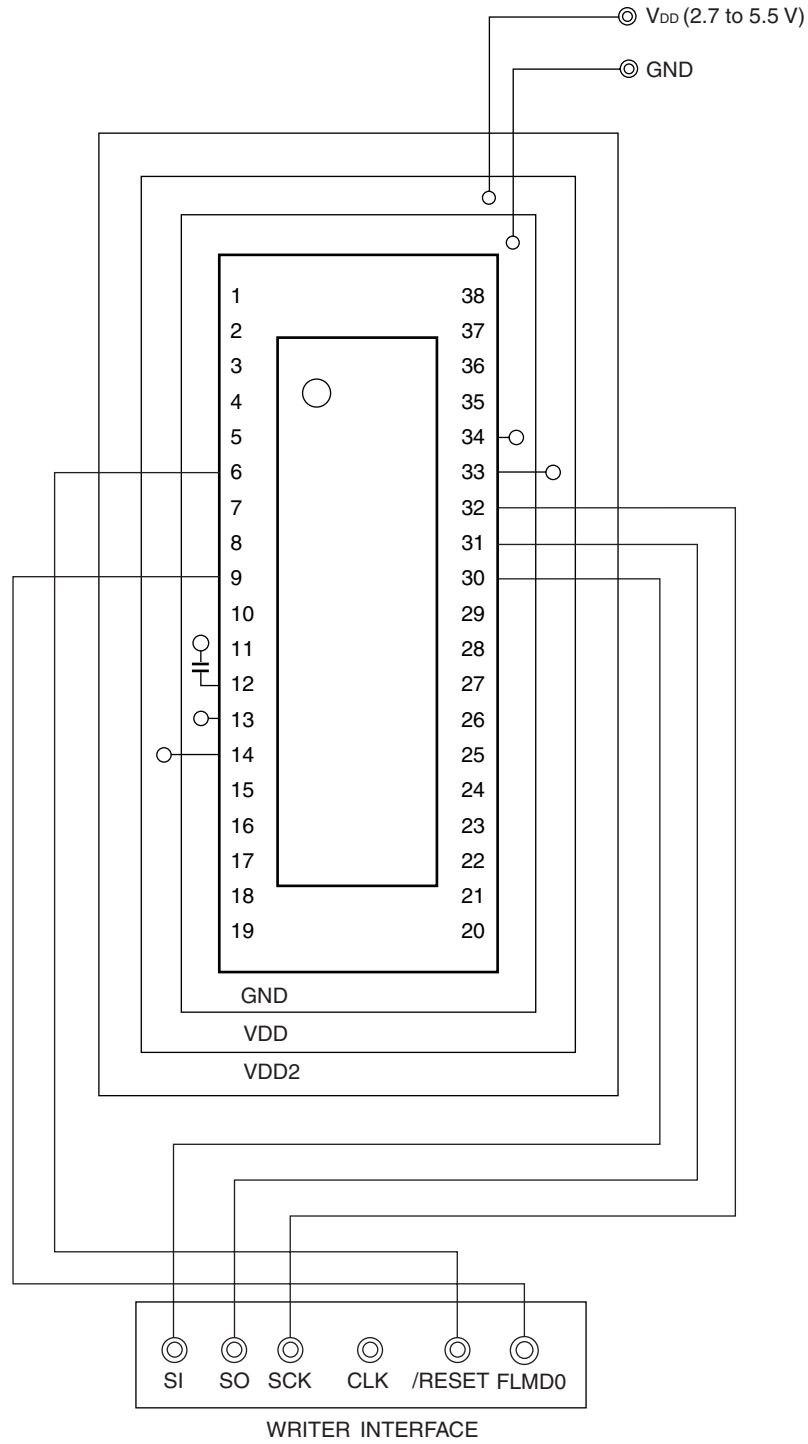 VDD (2.7 to 5.5 V)
GND
1 38
2 37
3 36
4 35
5 34
6 33
7 32
8 31
9 30
10 29
11 28
12 27
13 26
14 25
15 24
16 23
17 22
18 21
19 20
GND
VDD
VDD2
SI SO SCK CLK /RESET FLMD0
WRITER INTERFACE